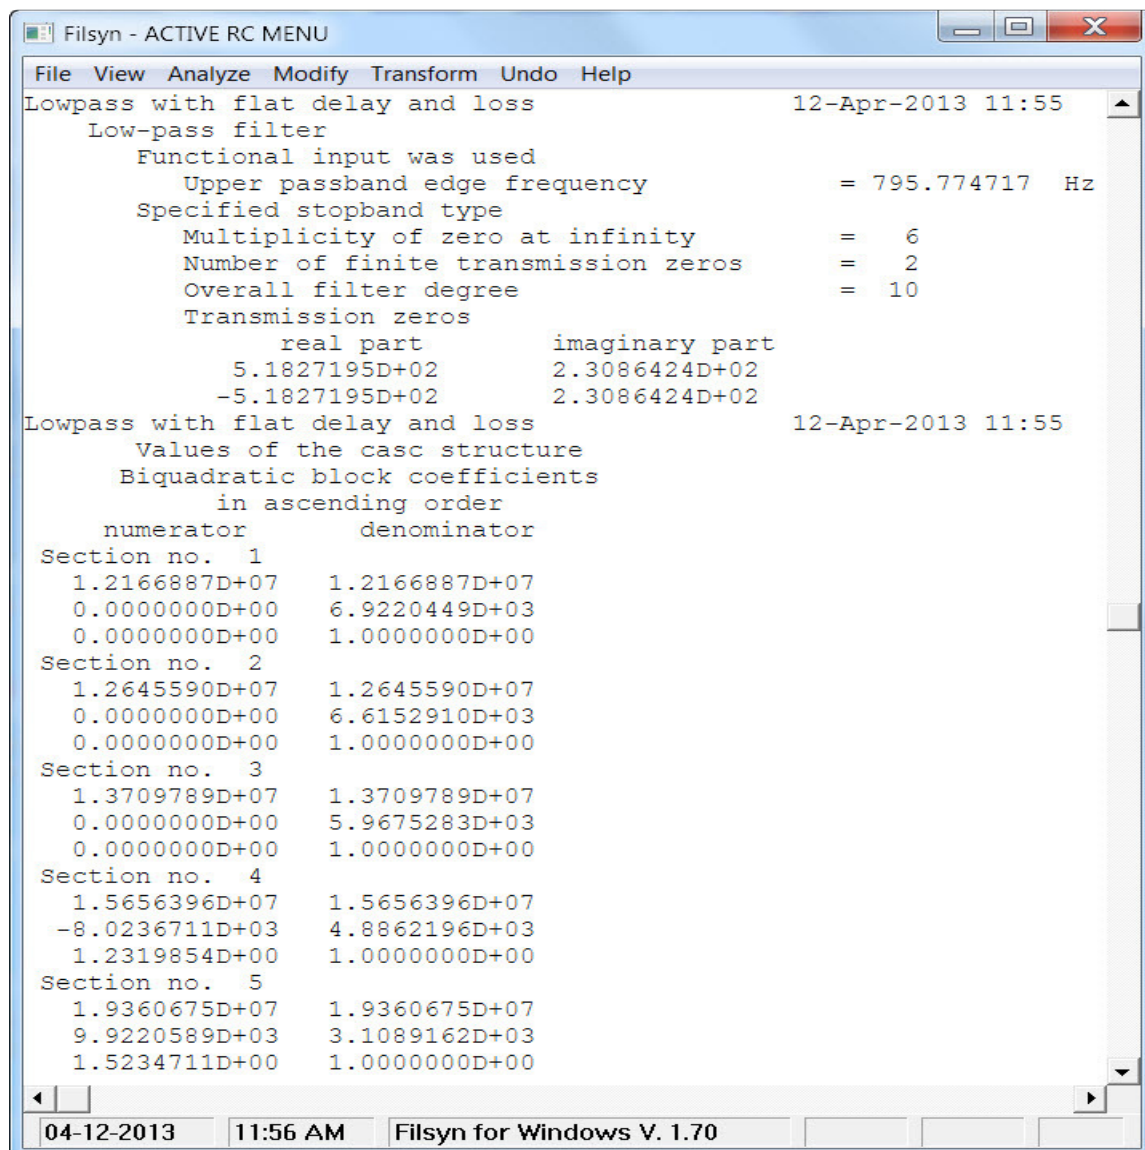 Filsyn - ACTIVE RC MENU
File View Analyze Modify Transform Undo Help
Lowpass with flat delay and loss 12-Apr-2013 11:55
Low-pass filter
Functional input was used
Upper passband edge frequency = 795.774717 Hz
Specified stopband type
Multiplicity of zero at infinity = 6
Number of finite transmission zeros = 2
Overall filter degree = 10
Transmission zeros
real part imaginary part
5.1827195D+02 2.3086424D+02
-5.1827195D+02 2.3086424D+02
Lowpass with flat delay and loss 12-Apr-2013 11:55
Values of the casc structure
Biquadratic block coefficients
in ascending order
numerator denominator
Section no. 1
1.2166887D+07 1.2166887D+07
0.0000000D+00 6.9220449D+03
0.0000000D+00 1.0000000D+00
Section no. 2
1.2645590D+07 1.2645590D+07
0.0000000D+00 6.6152910D+03
0.0000000D+00 1.0000000D+00
Section no. 3
1.3709789D+07 1.3709789D+07
0.0000000D+00 5.9675283D+03
0.0000000D+00 1.0000000D+00
Section no. 4
1.5656396D+07 1.5656396D+07
-8.0236711D+03 4.8862196D+03
1.2319854D+00 1.0000000D+00
Section no. 5
1.9360675D+07 1.9360675D+07
9.9220589D+03 3.1089162D+03
1.5234711D+00 1.0000000D+00
04-12-2013 11:56 AM Filsyn for Windows V. 1.70